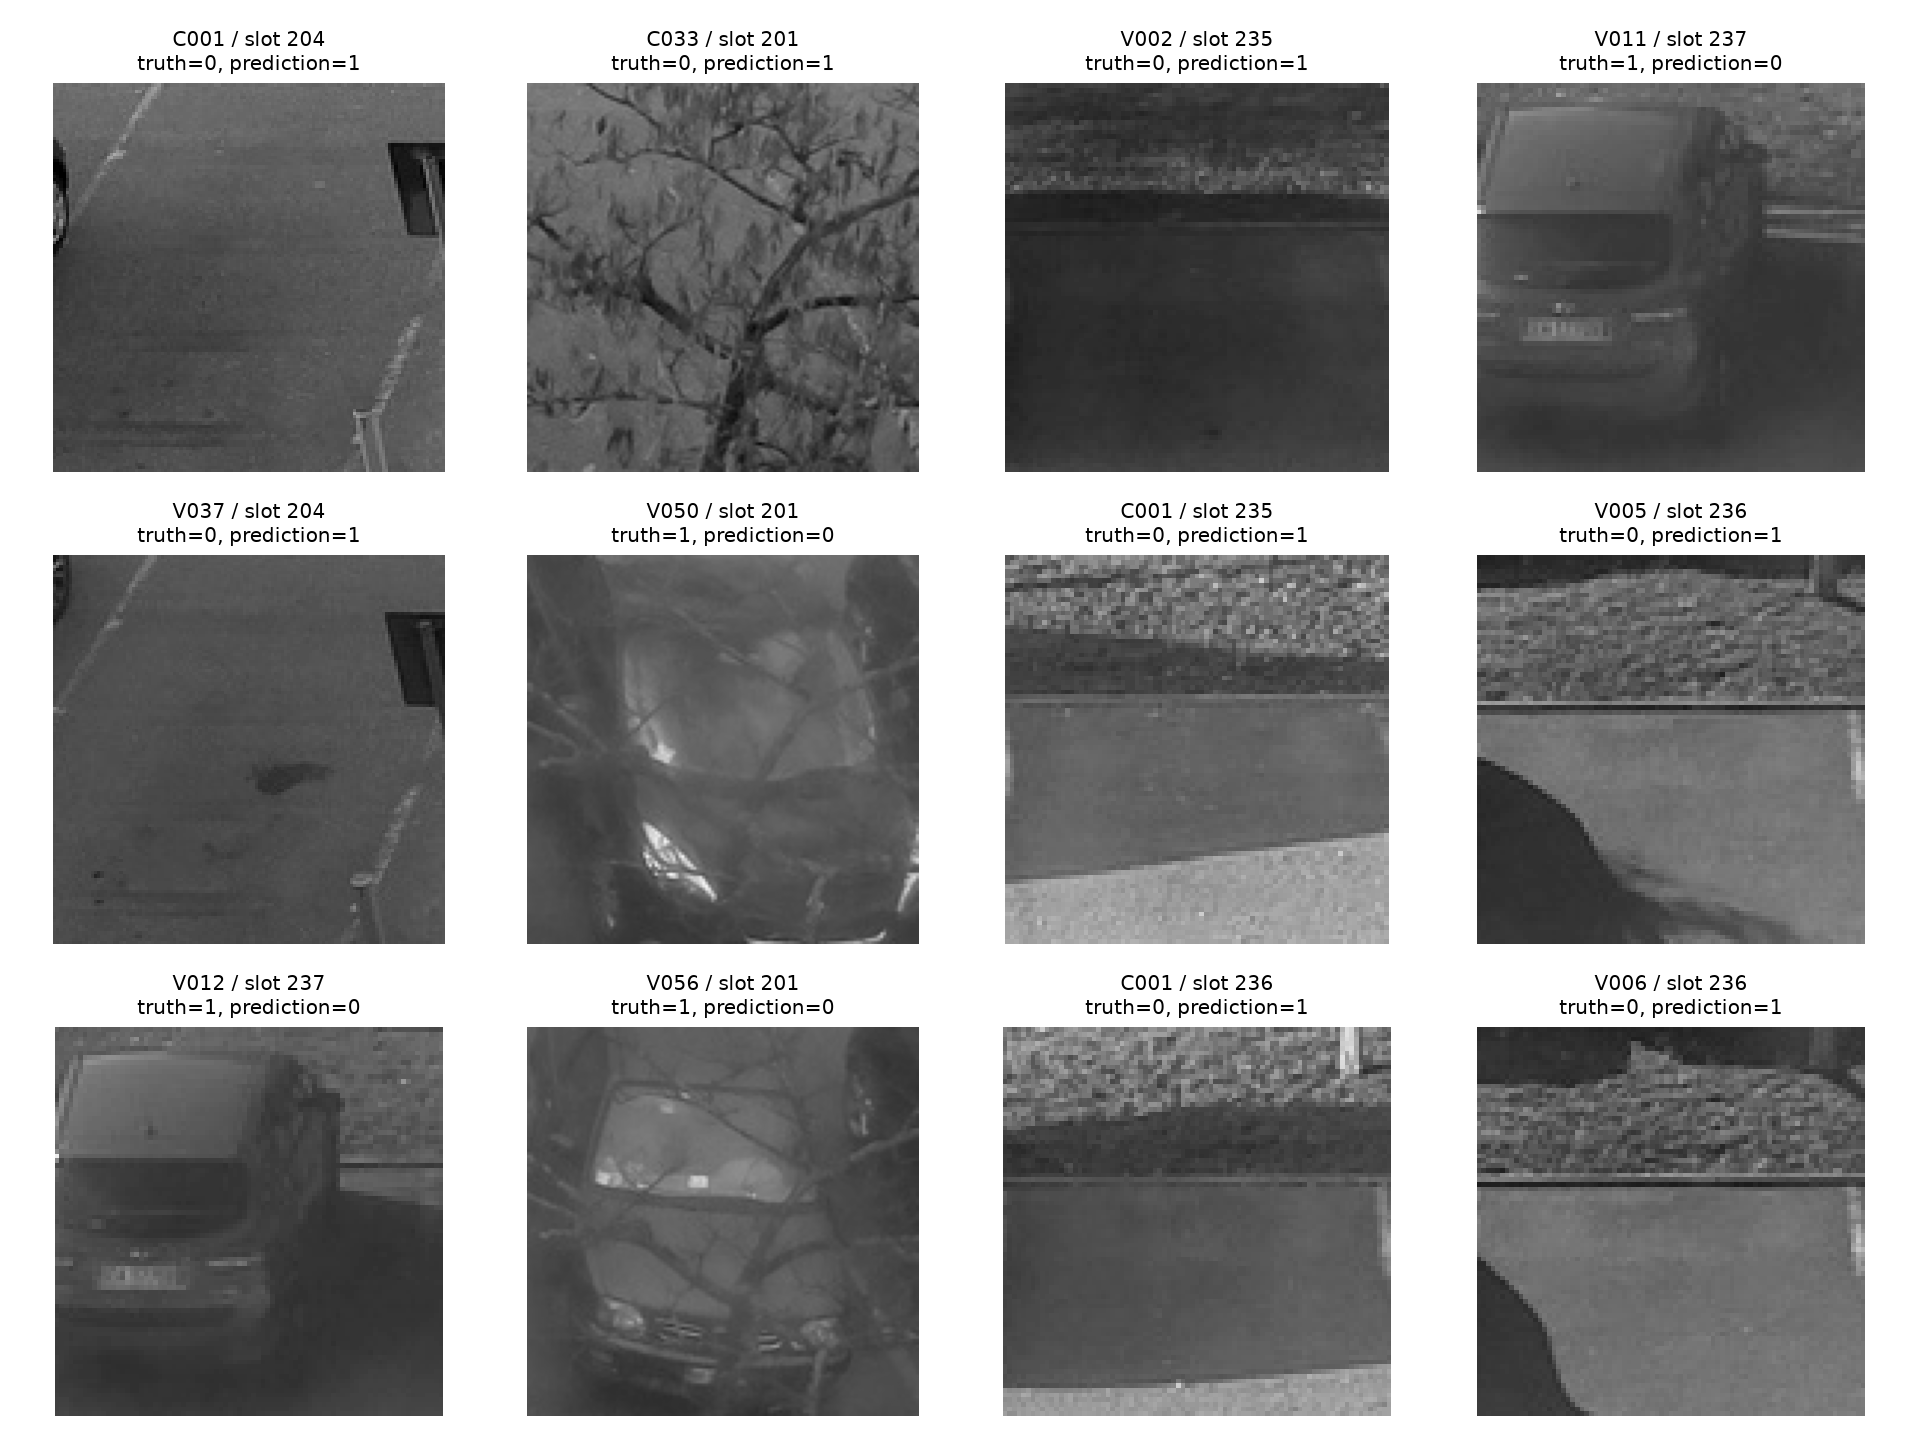 C001 / slot 204
truth=0, prediction=1
C033 / slot 201
truth=0, prediction=1
V002 / slot 235
truth=0, prediction=1
V011 / slot 237
truth=1, prediction=0
V037 / slot 204
truth=0, prediction=1
V050 / slot 201
truth=1, prediction=0
C001 / slot 235
truth=0, prediction=1
V005 / slot 236
truth=0, prediction=1
V012 / slot 237
truth=1, prediction=0
V056 / slot 201
truth=1, prediction=0
C001 / slot 236
truth=0, prediction=1
V006 / slot 236
truth=0, prediction=1